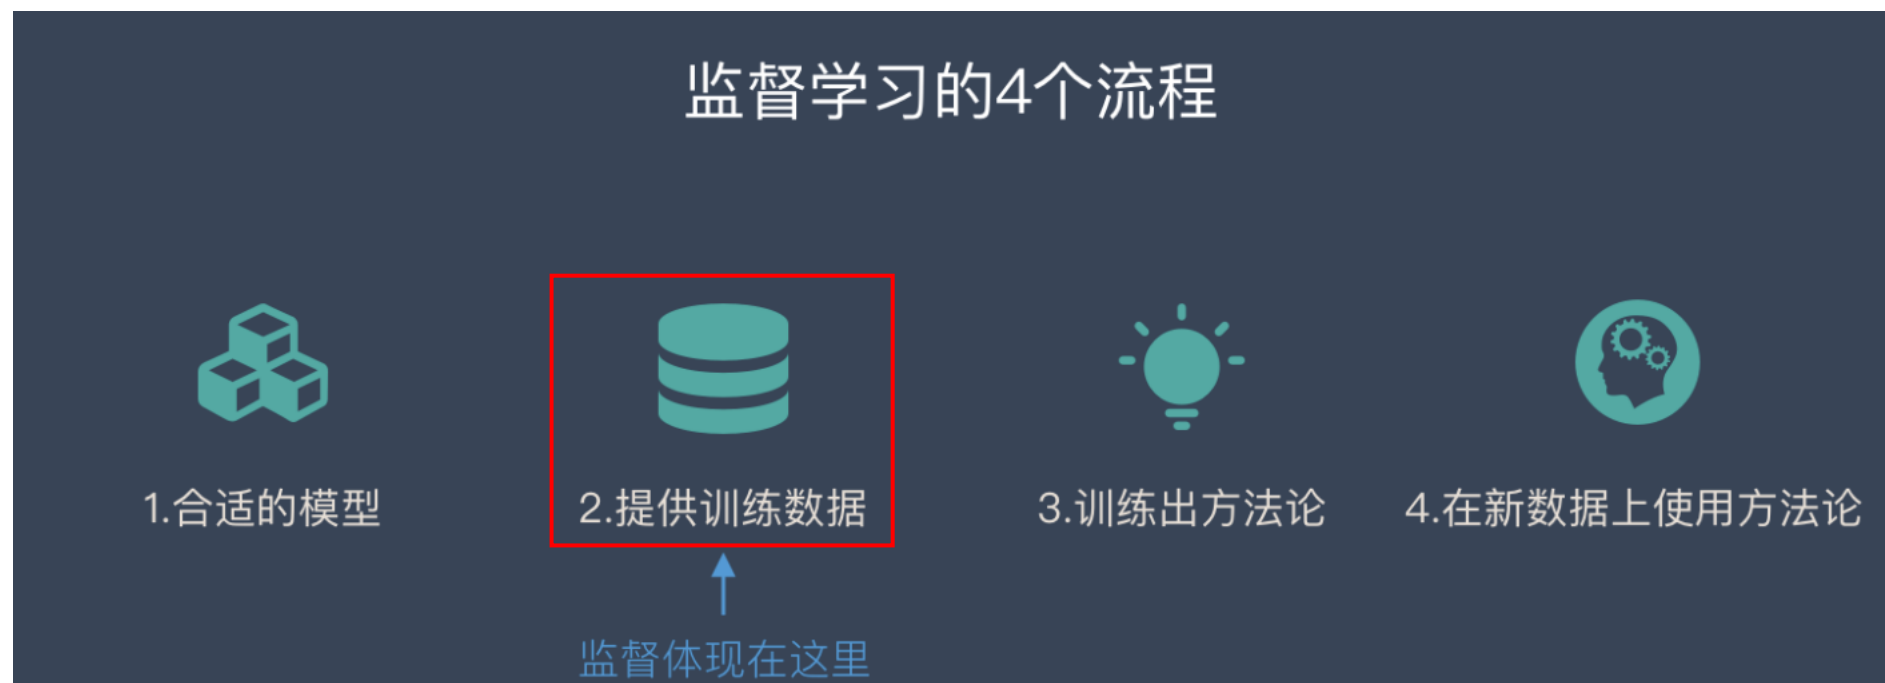 监督学习的4个流程
1.合适的模型
2.提供训练数据
3.训练出方法论
4.在新数据上使用方法论
监督体现在这里